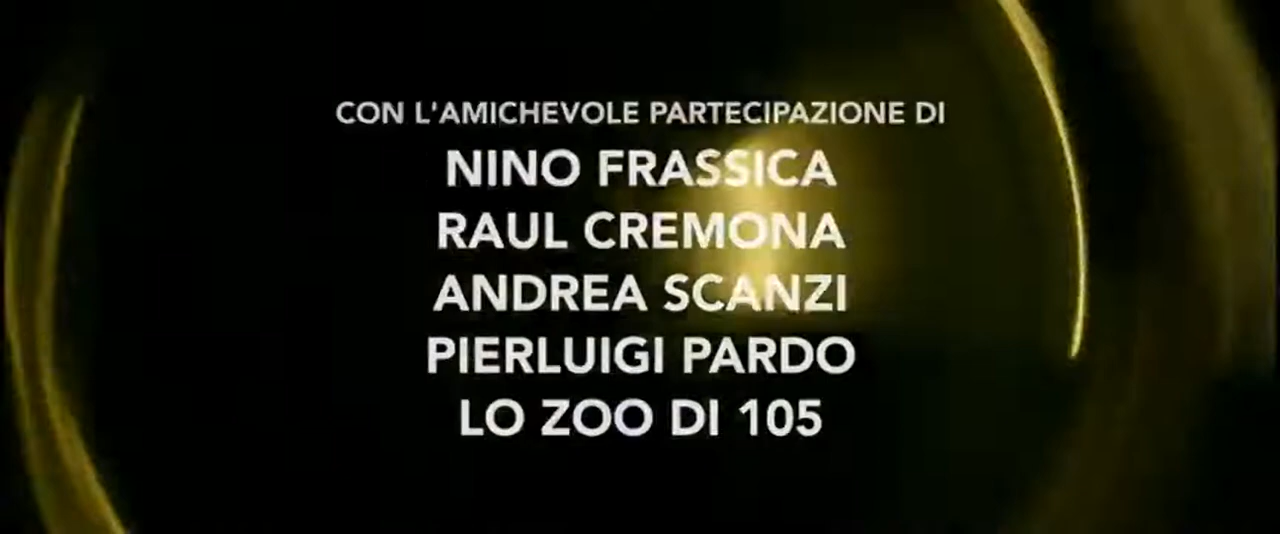 CON L'AMICHEVOLE PARTECIPAZIONE DI
NINO FRASSICA
RAUL CREMONA
ANDREA SCANZI
PIERLUIGI PARDO
LO ZOO DI 105